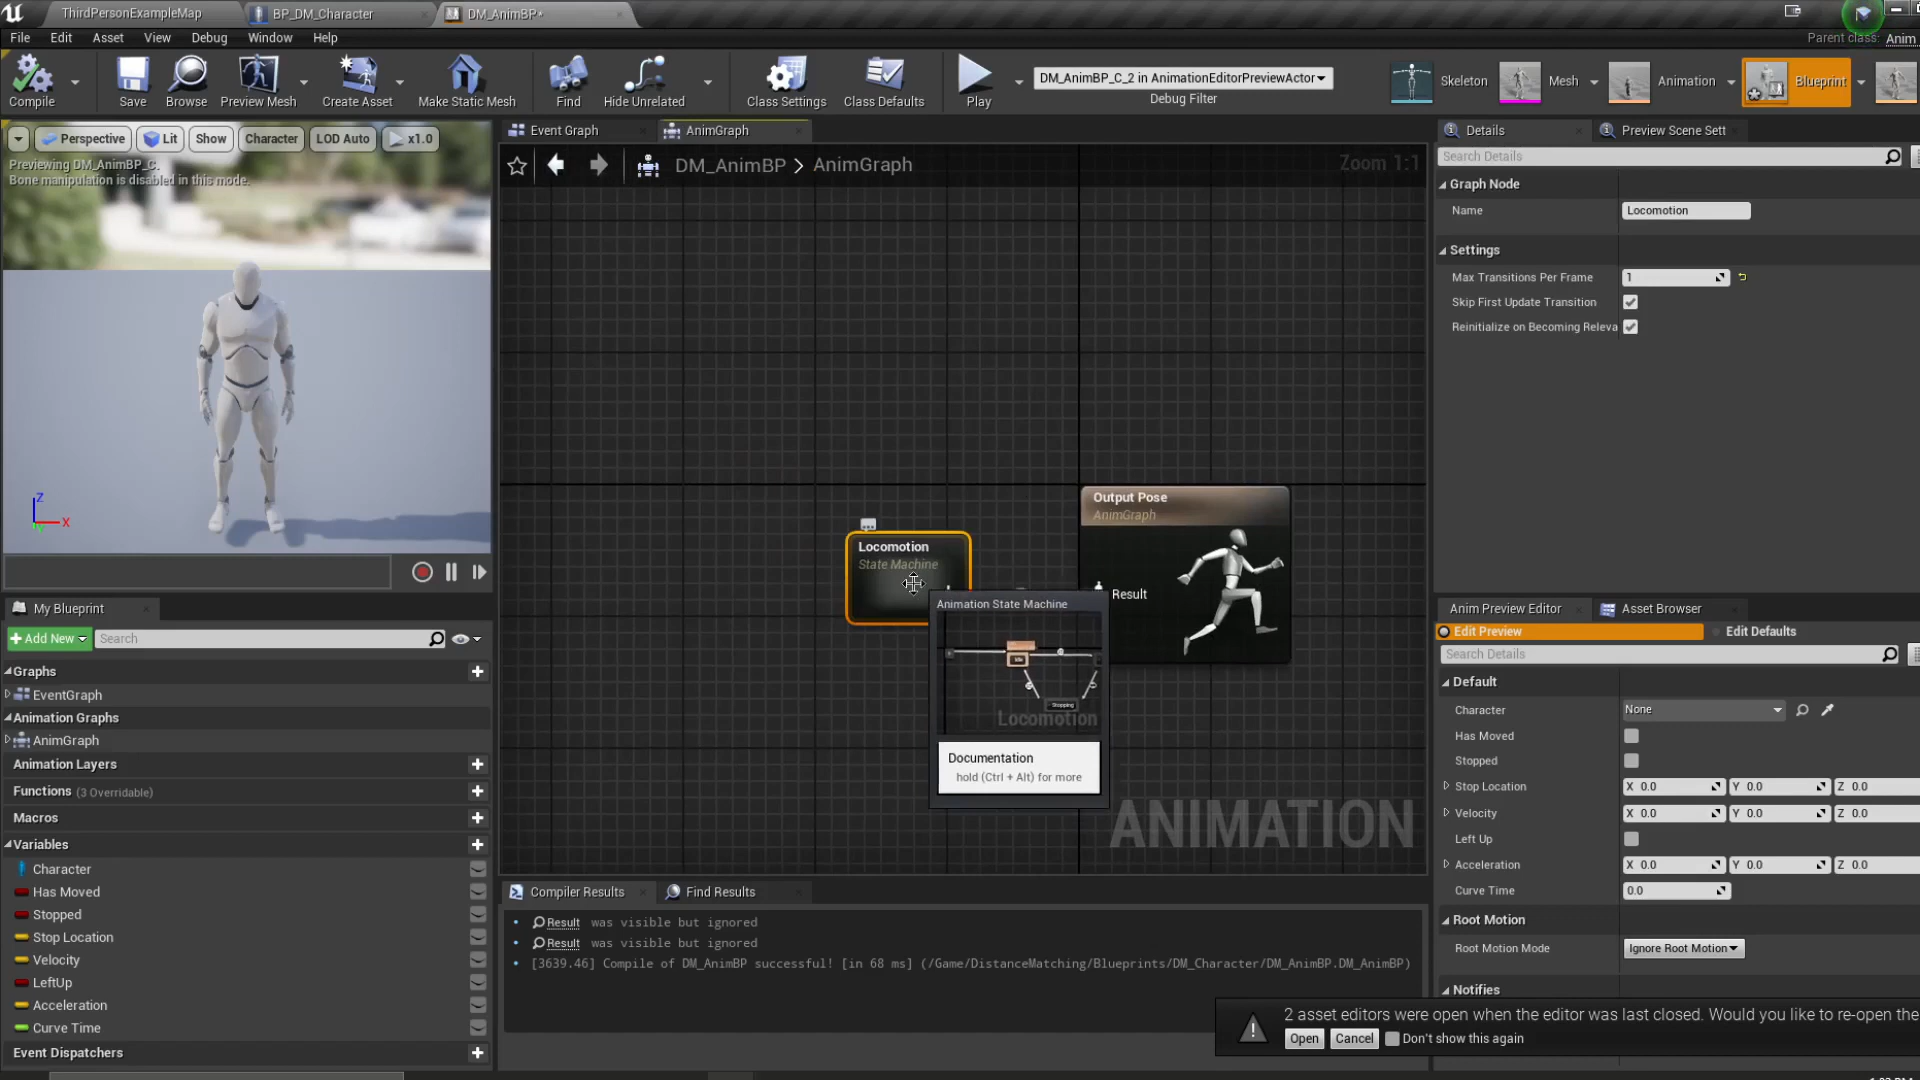 ThirdPersonExampleMap
BP_DM_Character
DM_AnimBP*
File Edit Asset View Debug Window Help
Parent class: Anim
Compile
Save
Browse
Preview Mesh
Create Asset
Make Static Mesh
Find
Hide Unrelated
Class Settings
Class Defaults
Play
DM_AnimBP_C_2 in AnimationEditorPreviewActor
Debug Filter
Skeleton
Mesh
Animation
Blueprint
Perspective Lit Show Character LOD Auto x1.0
Previewing DM_AnimBP_C.
Bone manipulation is disabled in this mode.
Z
X
Event Graph
AnimGraph
DM_AnimBP > AnimGraph
Zoom 1:1
Locomotion
State Machine
Output Pose
AnimGraph
Result
Animation State Machine
Idle
Stopping
Locomotion
Documentation
hold (Ctrl + Alt) for more
ANIMATION
Details
Preview Scene Sett
Search Details
Graph Node
Name Locomotion
Settings
Max Transitions Per Frame 1
Skip First Update Transition
Reinitialize on Becoming Releva
My Blueprint
Add New
Search
Graphs
EventGraph
Animation Graphs
AnimGraph
Animation Layers
Functions (3 Overridable)
Macros
Variables
Character
Has Moved
Stopped
Stop Location
Velocity
LeftUp
Acceleration
Curve Time
Event Dispatchers
Compiler Results
Find Results
Result was visible but ignored
Result was visible but ignored
[3639.46] Compile of DM_AnimBP successful! [in 68 ms] (/Game/DistanceMatching/Blueprints/DM_Character/DM_AnimBP.DM_AnimBP)
Anim Preview Editor
Asset Browser
Edit Preview
Edit Defaults
Search Details
Default
Character None
Has Moved
Stopped
Stop Location X 0.0 Y 0.0 Z 0.0
Velocity X 0.0 Y 0.0 Z 0.0
Left Up
Acceleration X 0.0 Y 0.0 Z 0.0
Curve Time 0.0
Root Motion
Root Motion Mode Ignore Root Motion
Notifies
2 asset editors were open when the editor was last closed. Would you like to re-open the
Open Cancel Don't show this again